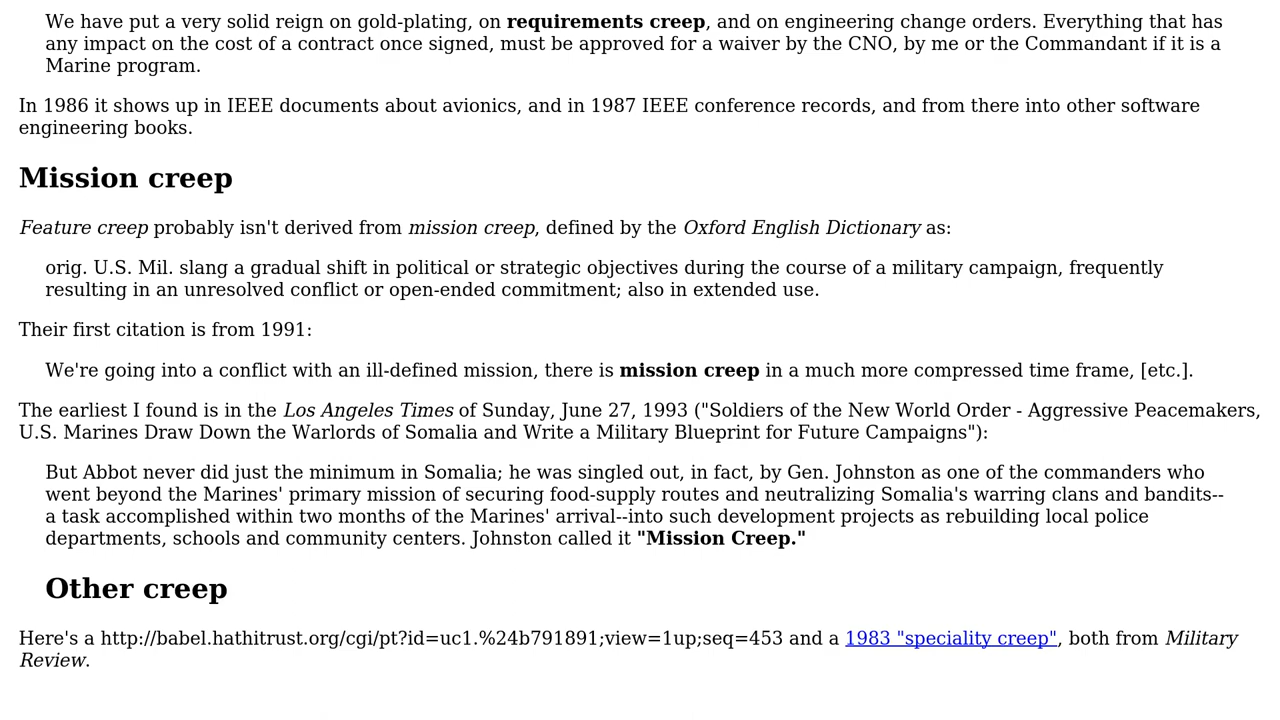 We have put a very solid reign on gold-plating, on requirements creep, and on engineering change orders. Everything that has
any impact on the cost of a contract once signed, must be approved for a waiver by the CNO, by me or the Commandant if it is a
Marine program.
In 1986 it shows up in IEEE documents about avionics, and in 1987 IEEE conference records, and from there into other software
engineering books.
Mission creep
Feature creep probably isn't derived from mission creep, defined by the Oxford English Dictionary as:
orig. U.S. Mil. slang a gradual shift in political or strategic objectives during the course of a military campaign, frequently
resulting in an unresolved conflict or open-ended commitment; also in extended use.
Their first citation is from 1991:
We're going into a conflict with an ill-defined mission, there is mission creep in a much more compressed time frame, [etc.].
The earliest I found is in the Los Angeles Times of Sunday, June 27, 1993 ("Soldiers of the New World Order - Aggressive Peacemakers,
U.S. Marines Draw Down the Warlords of Somalia and Write a Military Blueprint for Future Campaigns"):
But Abbot never did just the minimum in Somalia; he was singled out, in fact, by Gen. Johnston as one of the commanders who
went beyond the Marines' primary mission of securing food-supply routes and neutralizing Somalia's warring clans and bandits--
a task accomplished within two months of the Marines' arrival--into such development projects as rebuilding local police
departments, schools and community centers. Johnston called it "Mission Creep."
Other creep
Here's a http://babel.hathitrust.org/cgi/pt?id=uc1.%24b791891;view=1up;seq=453 and a 1983 "speciality creep", both from Military
Review.